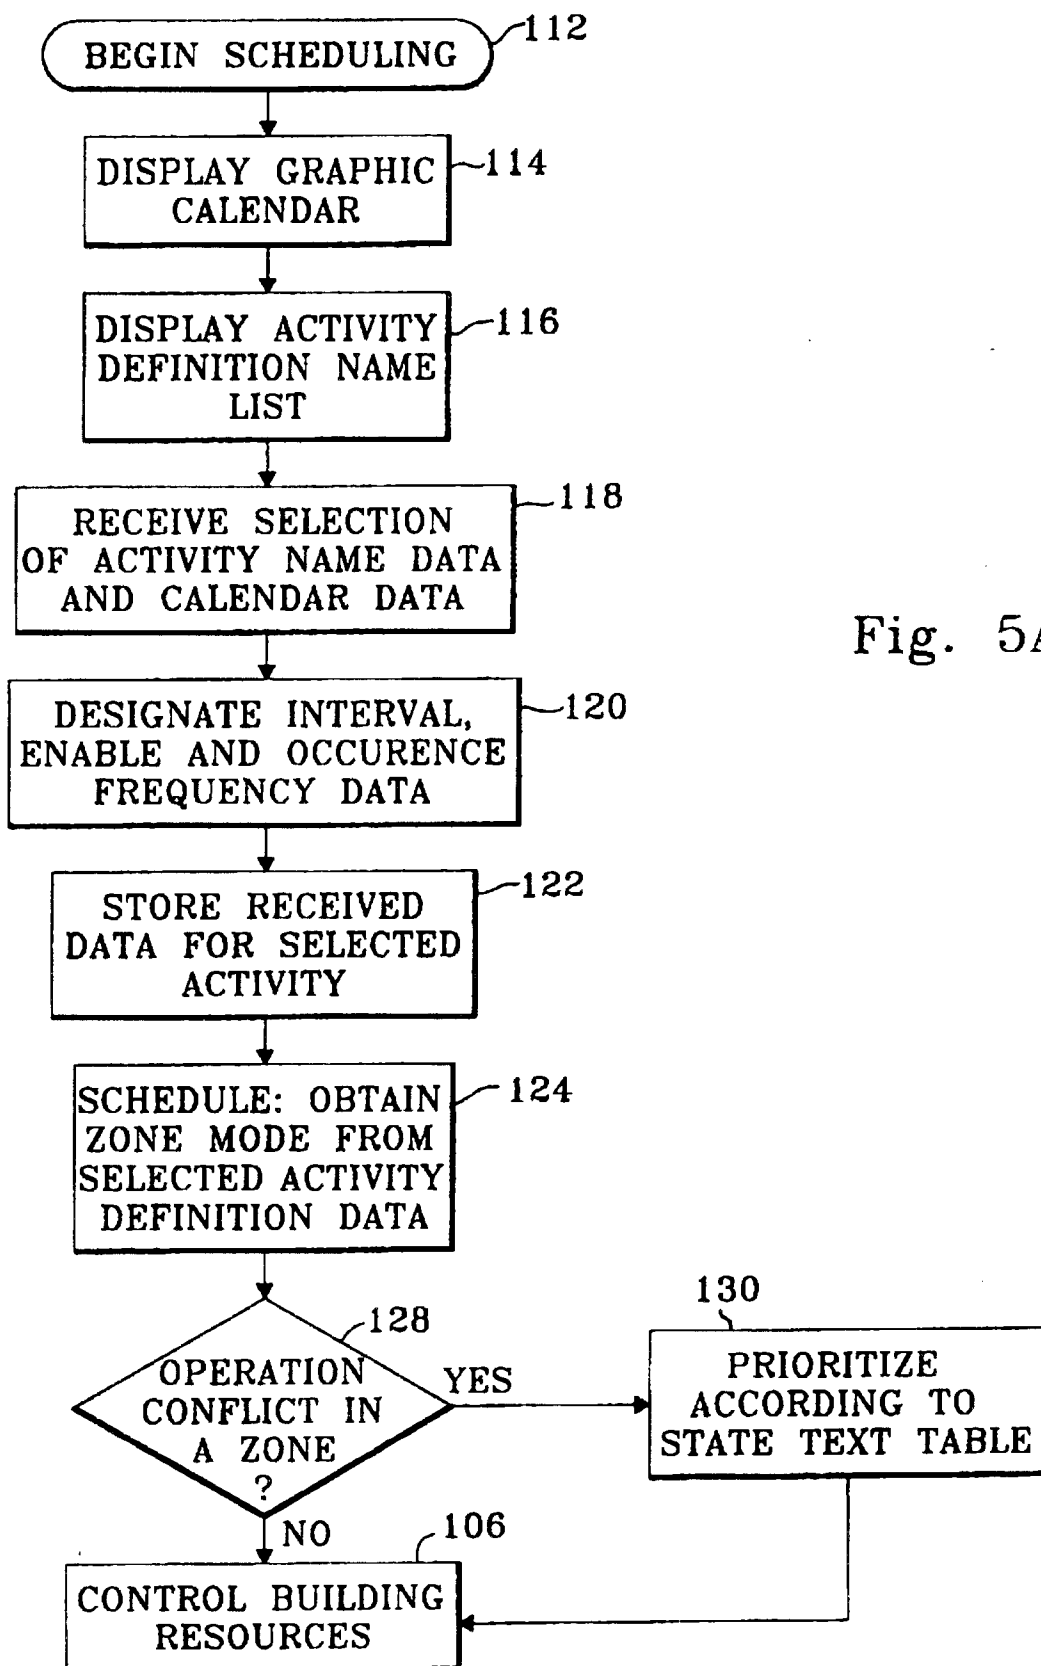 BEGIN SCHEDULING
112
DISPLAY GRAPHIC
CALENDAR
114
DISPLAY ACTIVITY
DEFINITION NAME
LIST
116
RECEIVE SELECTION
OF ACTIVITY NAME DATA
AND CALENDAR DATA
118
Fig. 5A
DESIGNATE INTERVAL,
ENABLE AND OCCURENCE
FREQUENCY DATA
120
STORE RECEIVED
DATA FOR SELECTED
ACTIVITY
122
SCHEDULE: OBTAIN
ZONE MODE FROM
SELECTED ACTIVITY
DEFINITION DATA
124
OPERATION
CONFLICT IN
A ZONE
?
128
YES
130
PRIORITIZE
ACCORDING TO
STATE TEXT TABLE
NO
106
CONTROL BUILDING
RESOURCES